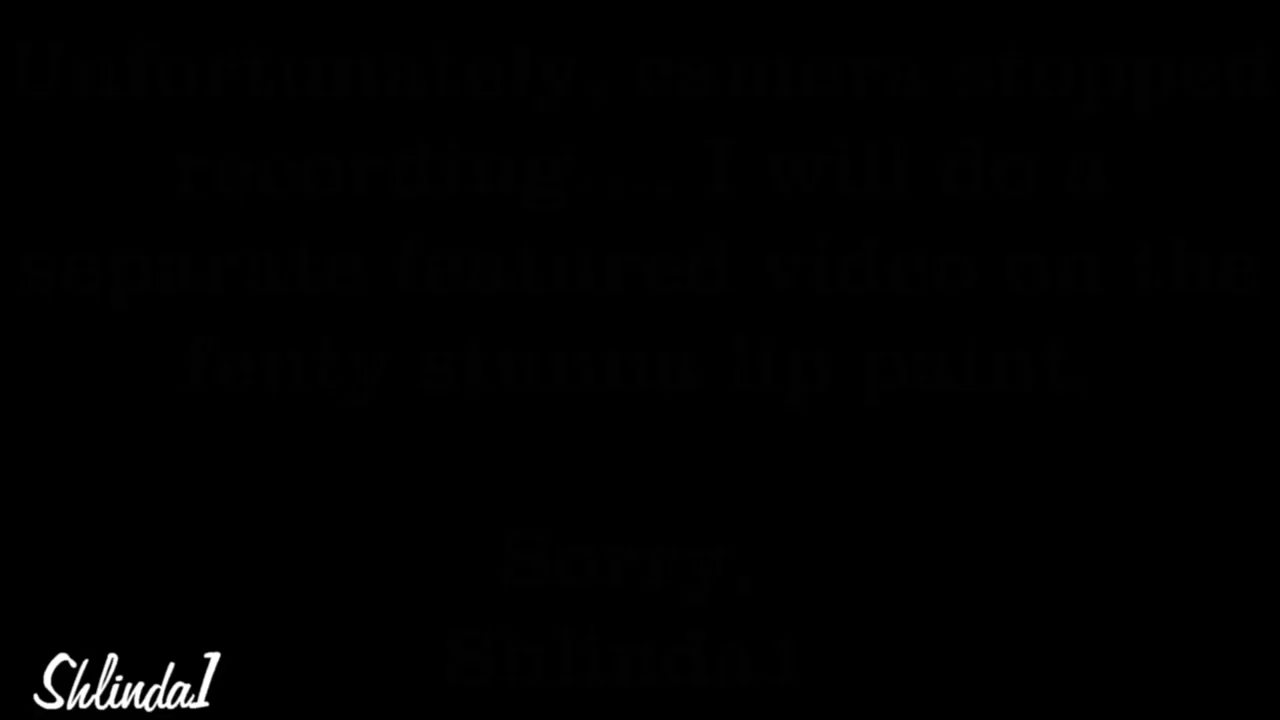 Unfortunately, camera stopped
recording.... I will do a
separate featured video on the
fenty stunna lip paint.
Sorry,
Shlinda1
Shlinda1